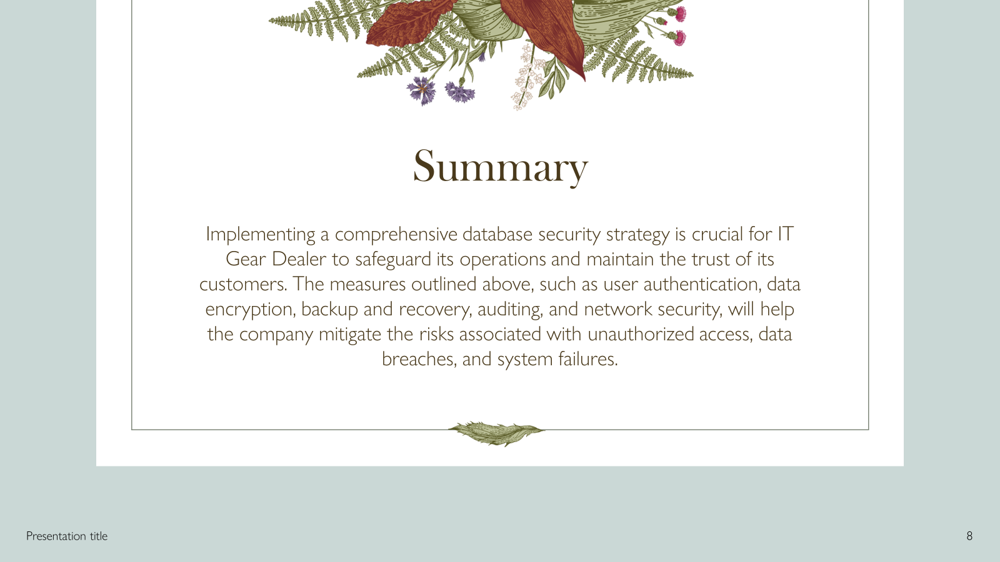 Summary
Implementing a comprehensive database security strategy is crucial for IT
Gear Dealer to safeguard its operations and maintain the trust of its
customers. The measures outlined above, such as user authentication, data
encryption, backup and recovery, auditing, and network security, will help
the company mitigate the risks associated with unauthorized access, data
breaches, and system failures.
Presentation title
8